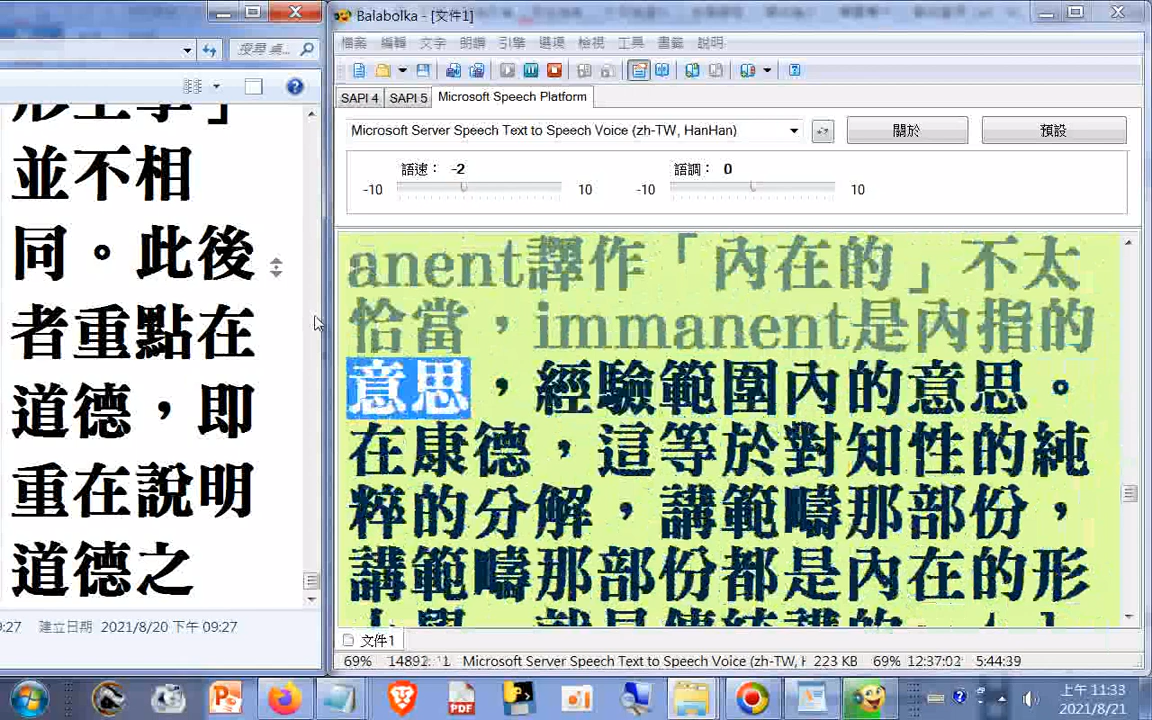 搜尋 桌...
形上學」
並不相
同。此後
者重點在
道德，即
重在說明
道德之
9:27 建立日期 2021/8/20 下午 09:27
Balabolka - [文件1]
檔案 編輯 文字 朗讀 引擎 選項 檢視 工具 書籤 說明
SAPI 4 SAPI 5 Microsoft Speech Platform
Microsoft Server Speech Text to Speech Voice (zh-TW, HanHan) 關於 預設
語速： -2 語調： 0
-10 10 -10 10
anent譯作「內在的」不太
恰當，immanent是內指的
意思，經驗範圍內的意思。
在康德，這等於對知性的純
粹的分解，講範疇那部份，
講範疇那部份都是內在的形
文件1
69% Microsoft Server Speech Text to Speech Voice (zh-TW, H 223 KB 69% 12:37:02 5:44:39
PDF
上午 11:33
2021/8/21